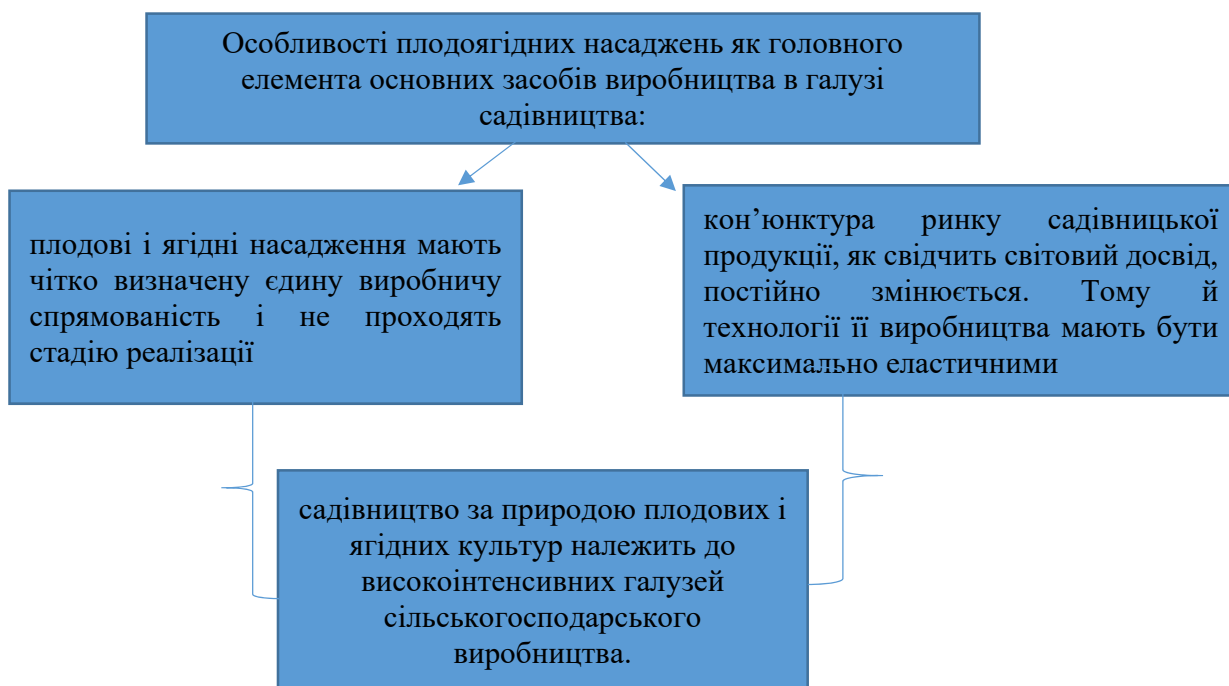 Особливості плодоягідних насаджень як головного
елемента основних засобів виробництва в галузі
садівництва:
плодові і ягідні насадження мають
чітко визначену єдину виробничу
спрямованість і не проходять
стадію реалізації
кон’юнктура ринку садівницької
продукції, як свідчить світовий досвід,
постійно змінюється. Тому й
технології її виробництва мають бути
максимально еластичними
садівництво за природою плодових і
ягідних культур належить до
високоінтенсивних галузей
сільськогосподарського
виробництва.